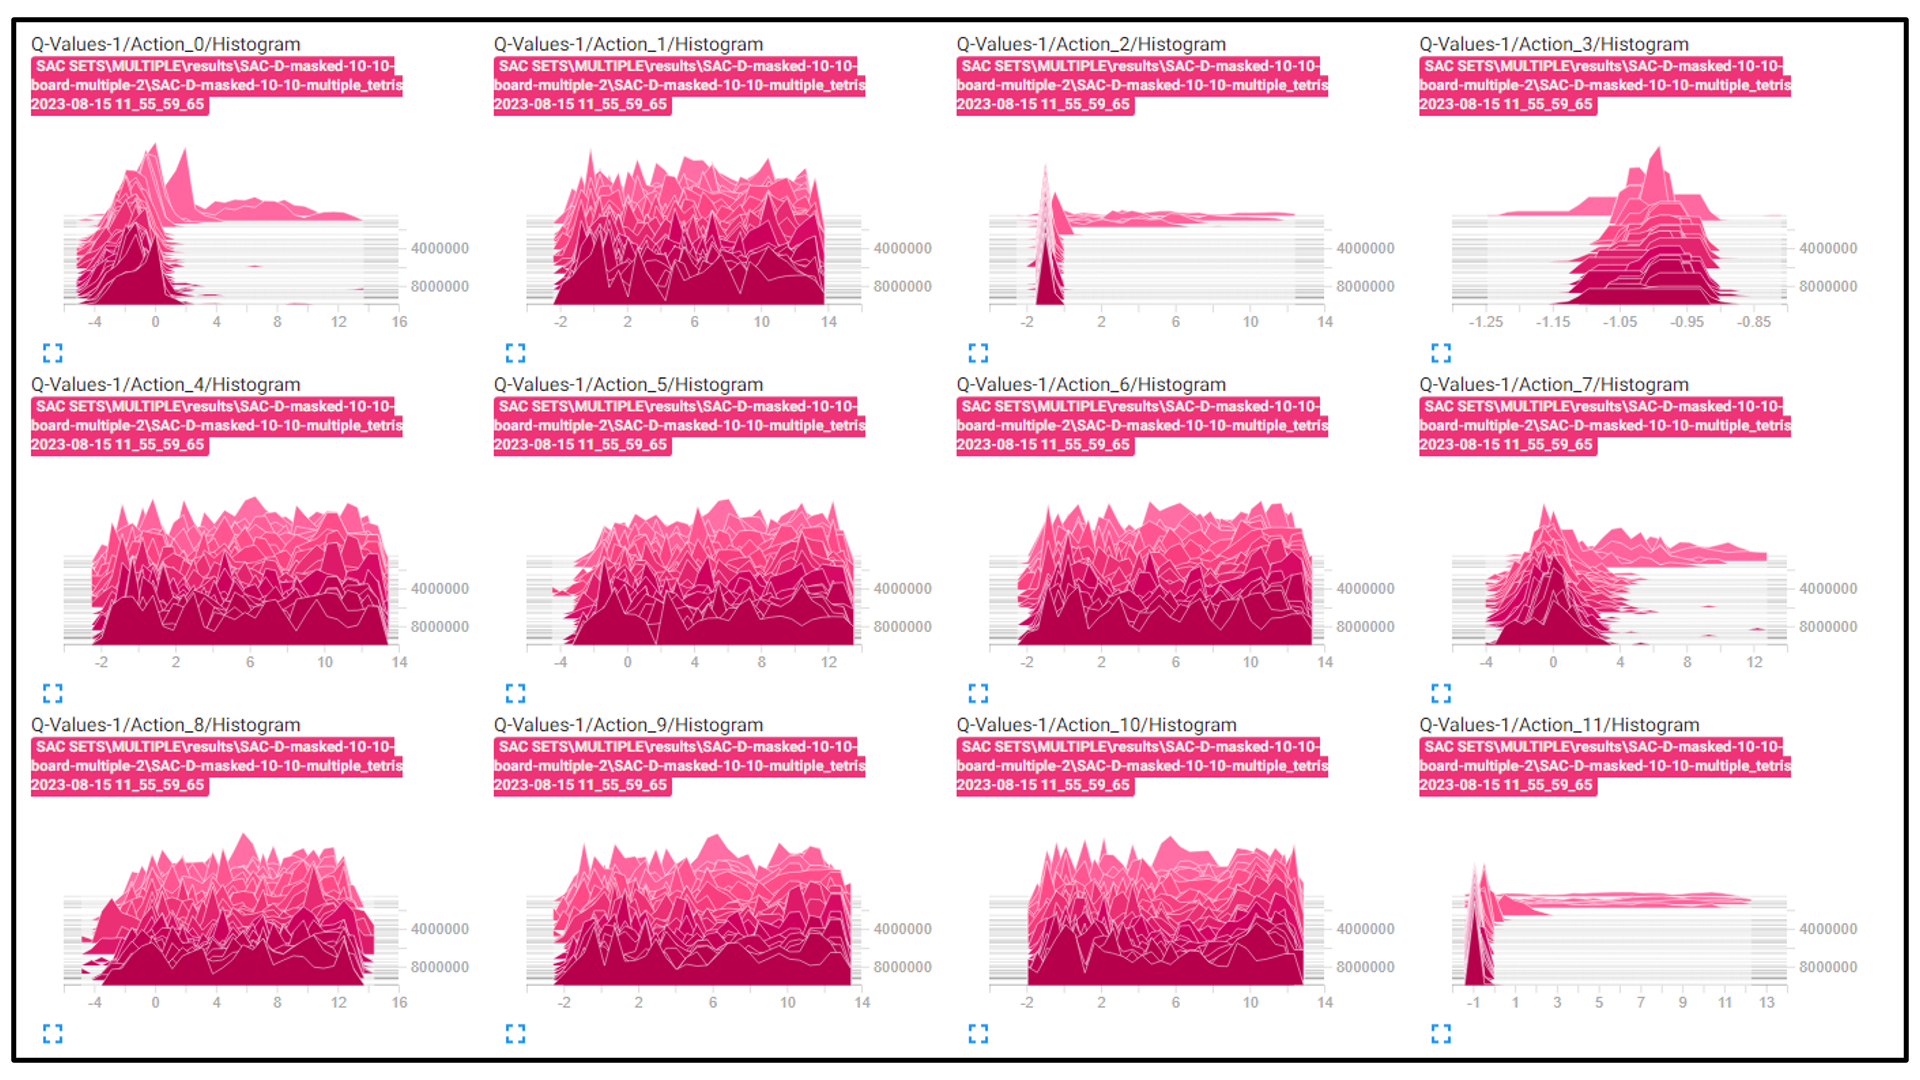 Q-Values-1/Action_0/Histogram
SAC SETS\MULTIPLE\results\SAC-D-masked-10-10-
board-multiple-2\SAC-D-masked-10-10-multiple_tetris
2023-08-15 11_55_59_65
4000000
8000000
-4 0 4 8 12 16
Q-Values-1/Action_1/Histogram
SAC SETS\MULTIPLE\results\SAC-D-masked-10-10-
board-multiple-2\SAC-D-masked-10-10-multiple_tetris
2023-08-15 11_55_59_65
4000000
8000000
-2 2 6 10 14
Q-Values-1/Action_2/Histogram
SAC SETS\MULTIPLE\results\SAC-D-masked-10-10-
board-multiple-2\SAC-D-masked-10-10-multiple_tetris
2023-08-15 11_55_59_65
4000000
8000000
-2 2 6 10 14
Q-Values-1/Action_3/Histogram
SAC SETS\MULTIPLE\results\SAC-D-masked-10-10-
board-multiple-2\SAC-D-masked-10-10-multiple_tetris
2023-08-15 11_55_59_65
4000000
8000000
-1.25 -1.15 -1.05 -0.95 -0.85
Q-Values-1/Action_4/Histogram
SAC SETS\MULTIPLE\results\SAC-D-masked-10-10-
board-multiple-2\SAC-D-masked-10-10-multiple_tetris
2023-08-15 11_55_59_65
4000000
8000000
-2 2 6 10 14
Q-Values-1/Action_5/Histogram
SAC SETS\MULTIPLE\results\SAC-D-masked-10-10-
board-multiple-2\SAC-D-masked-10-10-multiple_tetris
2023-08-15 11_55_59_65
4000000
8000000
-4 0 4 8 12
Q-Values-1/Action_6/Histogram
SAC SETS\MULTIPLE\results\SAC-D-masked-10-10-
board-multiple-2\SAC-D-masked-10-10-multiple_tetris
2023-08-15 11_55_59_65
4000000
8000000
-2 2 6 10 14
Q-Values-1/Action_7/Histogram
SAC SETS\MULTIPLE\results\SAC-D-masked-10-10-
board-multiple-2\SAC-D-masked-10-10-multiple_tetris
2023-08-15 11_55_59_65
4000000
8000000
-4 0 4 8 12
Q-Values-1/Action_8/Histogram
SAC SETS\MULTIPLE\results\SAC-D-masked-10-10-
board-multiple-2\SAC-D-masked-10-10-multiple_tetris
2023-08-15 11_55_59_65
4000000
8000000
-4 0 4 8 12 16
Q-Values-1/Action_9/Histogram
SAC SETS\MULTIPLE\results\SAC-D-masked-10-10-
board-multiple-2\SAC-D-masked-10-10-multiple_tetris
2023-08-15 11_55_59_65
4000000
8000000
-2 2 6 10 14
Q-Values-1/Action_10/Histogram
SAC SETS\MULTIPLE\results\SAC-D-masked-10-10-
board-multiple-2\SAC-D-masked-10-10-multiple_tetris
2023-08-15 11_55_59_65
4000000
8000000
-2 2 6 10 14
Q-Values-1/Action_11/Histogram
SAC SETS\MULTIPLE\results\SAC-D-masked-10-10-
board-multiple-2\SAC-D-masked-10-10-multiple_tetris
2023-08-15 11_55_59_65
4000000
8000000
-1 1 3 5 7 9 11 13